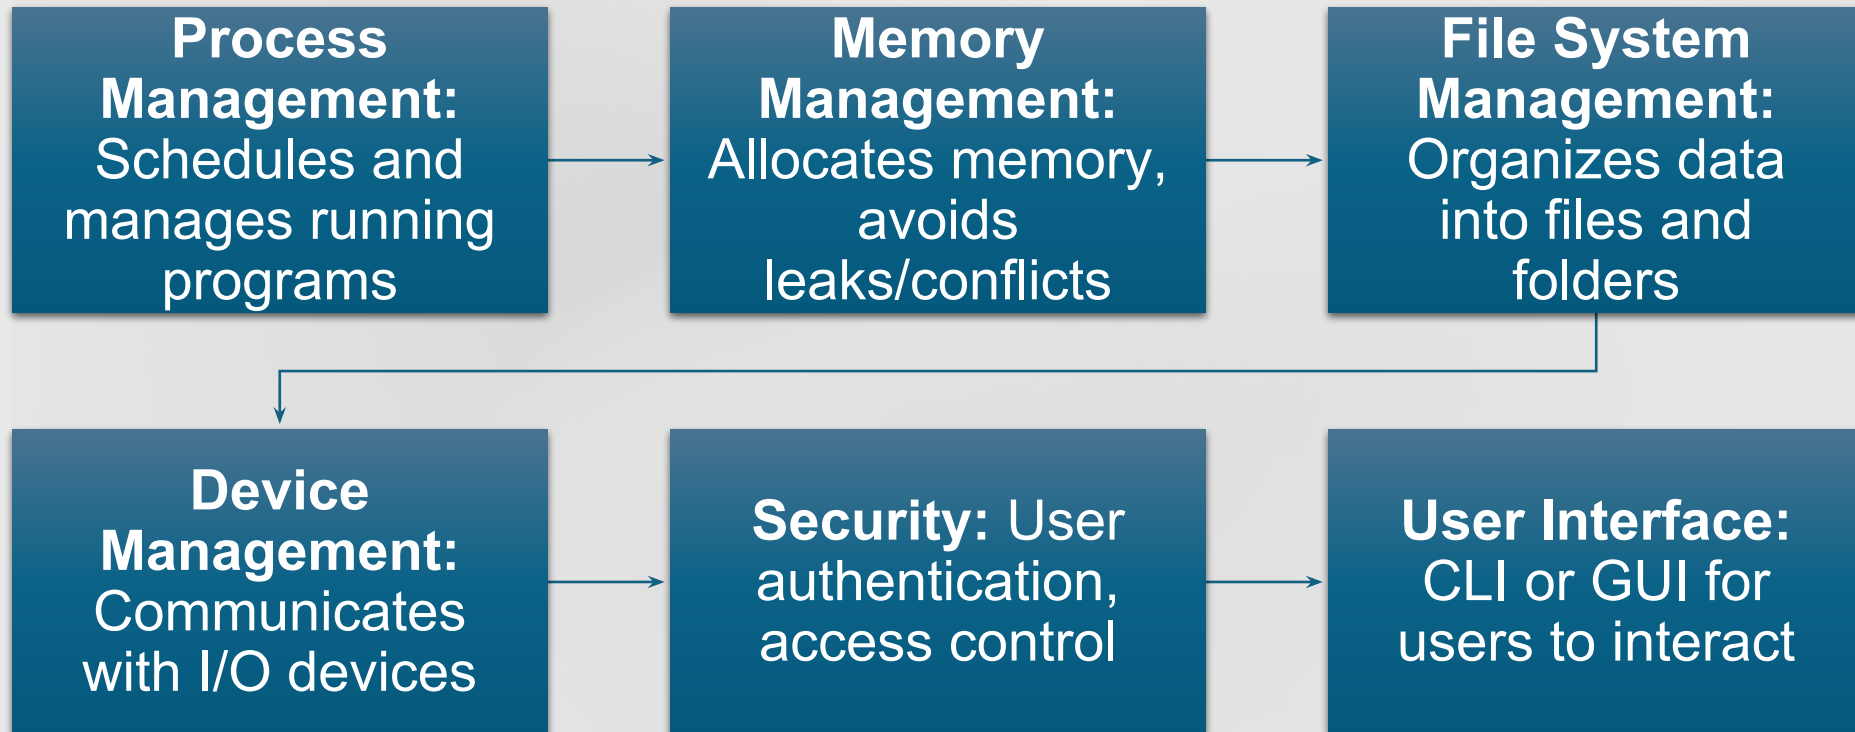 Process
Management:
Schedules and
manages running
programs
Memory
Management:
Allocates memory,
avoids
leaks/conflicts
File System
Management:
Organizes data
into files and
folders
Device
Management:
Communicates
with I/O devices
Security: User
authentication,
access control
User Interface:
CLI or GUI for
users to interact